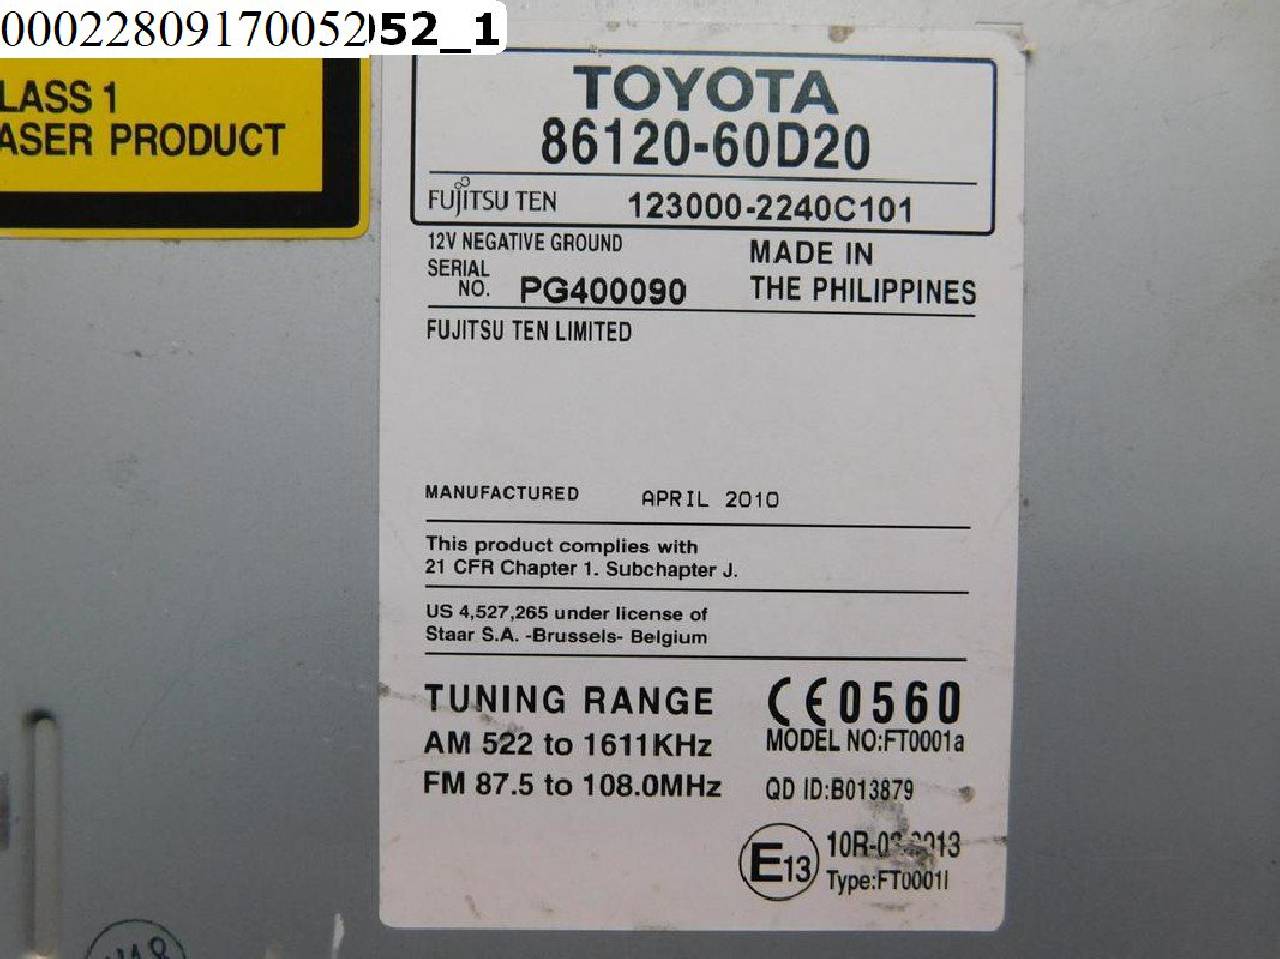 00022809170052
52_1
LASS 1
ASER PRODUCT
TOYOTA
86120-60D20
FUJITSU TEN 123000-2240C101
12V NEGATIVE GROUND
SERIAL
NO. PG400090
MADE IN
THE PHILIPPINES
FUJITSU TEN LIMITED
MANUFACTURED APRIL 2010
This product complies with
21 CFR Chapter 1. Subchapter J.
US 4,527,265 under license of
Staar S.A. -Brussels- Belgium
TUNING RANGE
AM 522 to 1611KHz
FM 87.5 to 108.0MHz
CE0560
MODEL NO:FT0001a
QD ID:B013879
E13
Type:FT0001l